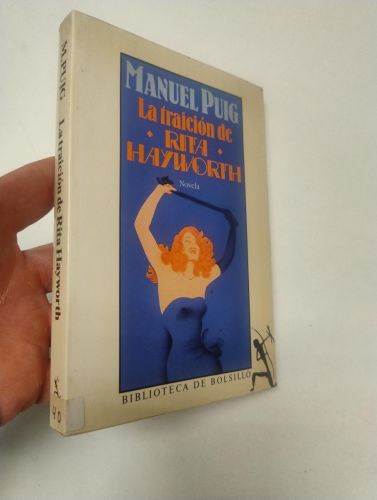 MANUEL PUIG
La traición de
• RITA •
HAYWORTH
Novela
BIBLIOTECA DE BOLSILLO
M. PUIG La traición de Rita Hayworth
40